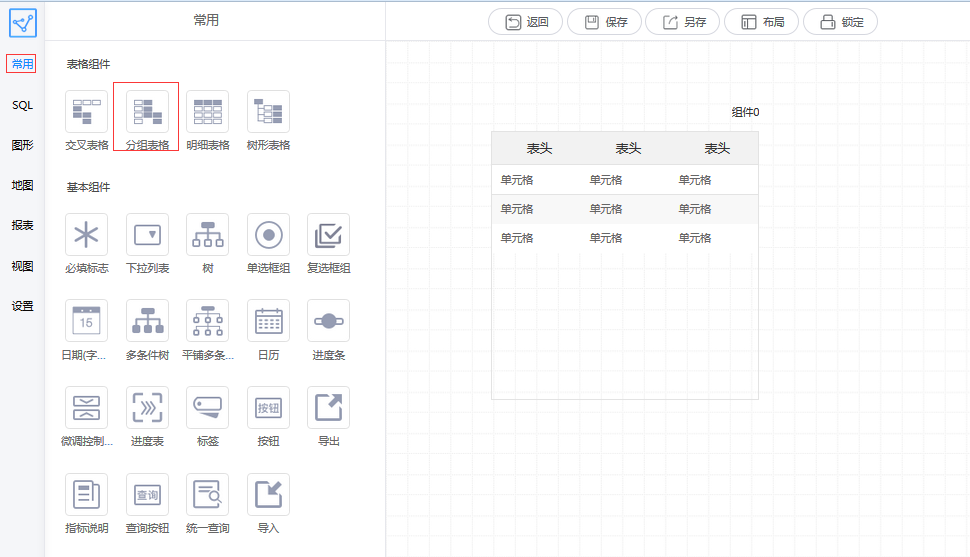 常用
返回 保存 另存 布局 锁定
常用
SQL
图形
地图
报表
视图
设置
表格组件
交叉表格 分组表格 明细表格 树形表格
基本组件
必填标志 下拉列表 树 单选框组 复选框组
15
日期(字... 多条件树 平铺多条... 日历 进度条
按钮
微调控制... 进度表 标签 按钮 导出
查询
指标说明 查询按钮 统一查询 导入
组件0
表头 表头 表头
单元格 单元格 单元格
单元格 单元格 单元格
单元格 单元格 单元格